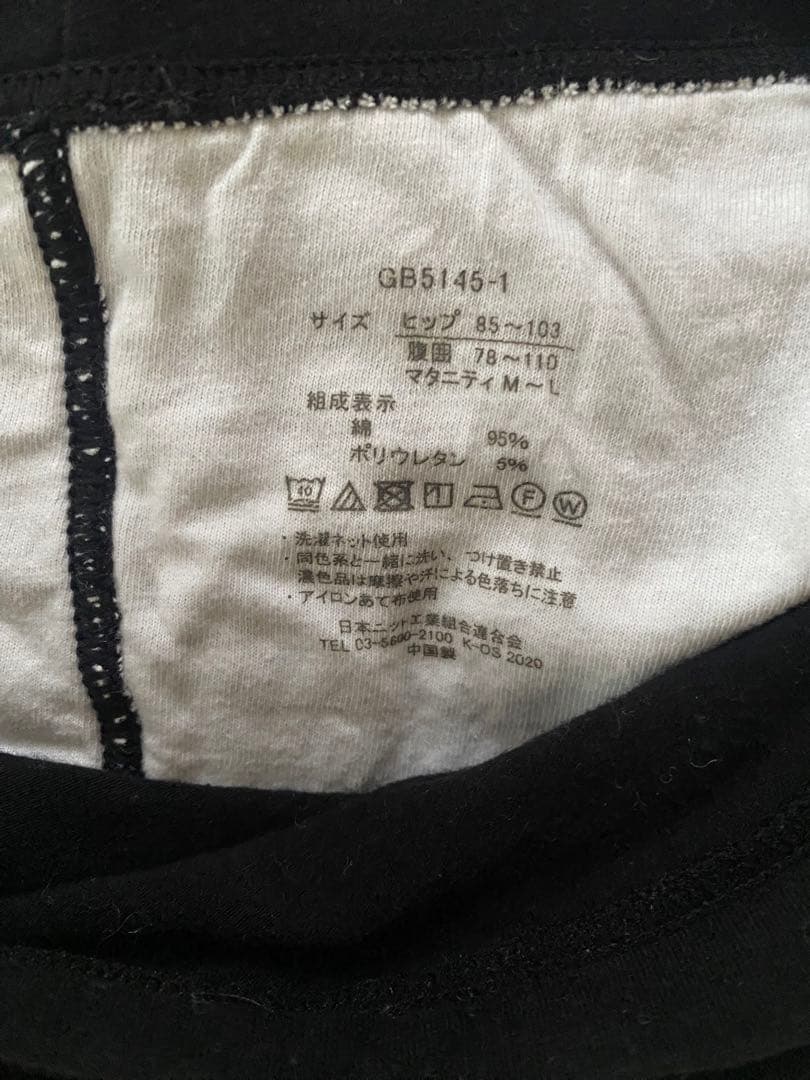 GB5145-1
サイズ ヒップ 85～103
腹囲 78～110
マタニティM～L
組成表示
綿 95%
ポリウレタン 5%
40 F W
・洗濯ネット使用
・同色系と一緒に洗い、つけ置き禁止
濃色品は摩擦や汗による色落ちに注意
・アイロンあて布使用
日本ニット工業組合連合会
TEL 03-5600-2100 K-OS 2020
中国製